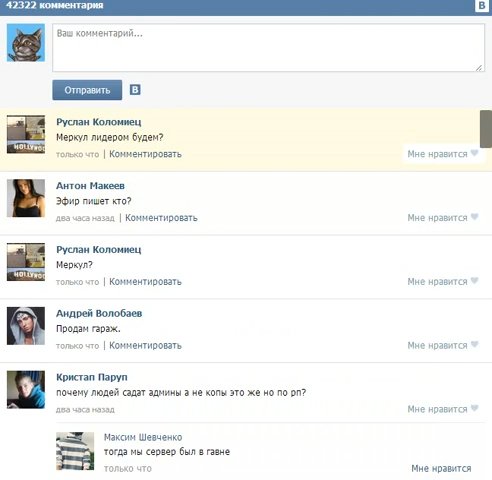 42322 комментария
В
Ваш комментарий...
Отправить В
Руслан Коломиец
Меркул лидером будем?
только что | Комментировать Мне нравится
Антон Макеев
Эфир пишет кто?
два часа назад | Комментировать Мне нравится
Руслан Коломиец
Меркул?
только что | Комментировать Мне нравится
Андрей Волобаев
Продам гараж.
только что | Комментировать Мне нравится
Кристап Паруп
почему людей садат админы а не копы это же но по рп?
два часа назад Мне нравится
Максим Шевченко
тогда мы сервер был в гавне
только что Мне нравится